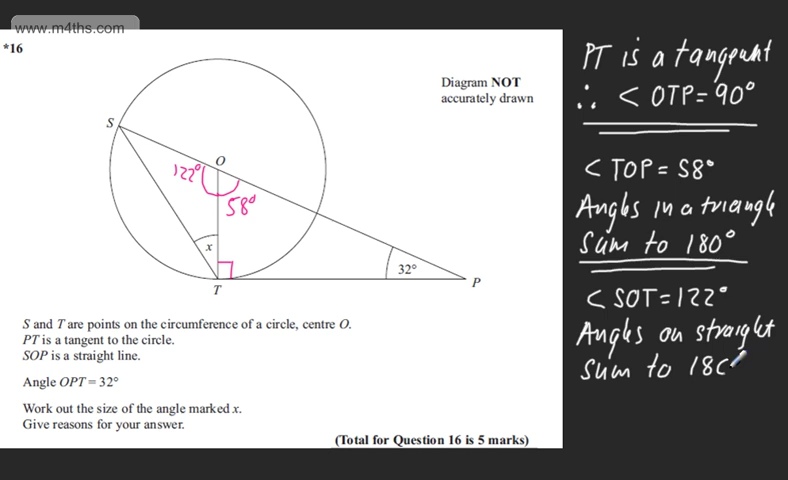 www.m4ths.com
*16
Diagram NOT
accurately drawn
S
O
122°
58°
x
32°
T
P
S and T are points on the circumference of a circle, centre O.
PT is a tangent to the circle.
SOP is a straight line.
Angle OPT = 32°
Work out the size of the angle marked x.
Give reasons for your answer.
(Total for Question 16 is 5 marks)
PT is a tangent
∴ < OTP = 90°
< TOP = 58°
Angles in a triangle
sum to 180°
< SOT = 122°
Angles on straight
sum to 180